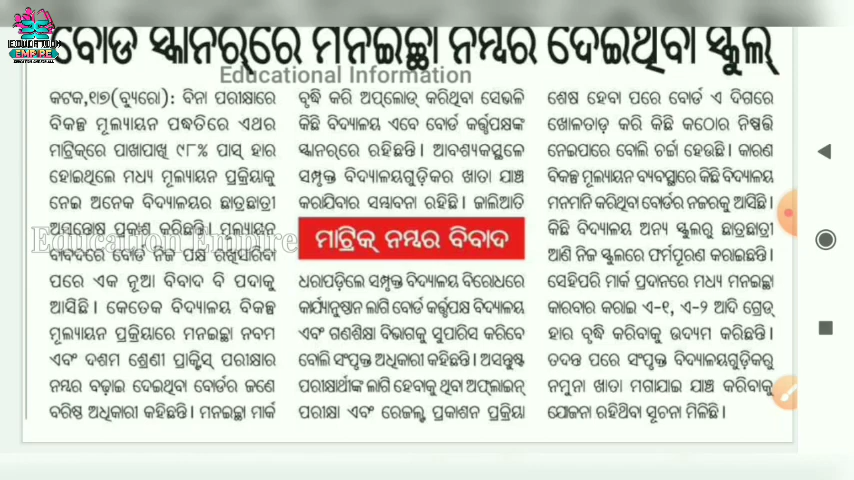 EDUCATION
EMPIRE
ବୋର୍ଡ ସ୍କାନର୍‌ରେ ମନଇଚ୍ଛା ନମ୍ବର ଦେଇଥିବା ସ୍କୁଲ୍
Educational Information
କଟକ,୧।୭(ବ୍ୟୁରୋ): ବିନା ପରୀକ୍ଷାରେ
ବିକଳ୍ପ ମୂଲ୍ୟାୟନ ପଦ୍ଧତିରେ ଏଥର
ମାଟ୍ରିକ୍‌ରେ ପାଖାପାଖି ୯୮% ପାସ୍ ହାର
ହୋଇଥିଲେ ମଧ୍ୟ ମୂଲ୍ୟାୟନ ପ୍ରକ୍ରିୟାକୁ
ନେଇ ଅନେକ ବିଦ୍ୟାଳୟର ଛାତ୍ରଛାତ୍ରୀ
ଅସନ୍ତୋଷ ପ୍ରକାଶ କରିଛନ୍ତି। ମୂଲ୍ୟାୟନ
Education Empire
ବାବଦରେ ବୋର୍ଡ ନିଜ ପକ୍ଷ ରଖିସାରିବା
ପରେ ଏକ ନୂଆ ବିବାଦ ବି ପଦାକୁ
ଆସିଛି। କେତେକ ବିଦ୍ୟାଳୟ ବିକଳ୍ପ
ମୂଲ୍ୟାୟନ ପ୍ରକ୍ରିୟାରେ ମନଇଚ୍ଛା ନବମ
ଏବଂ ଦଶମ ଶ୍ରେଣୀ ପ୍ରାକ୍ଟିସ୍ ପରୀକ୍ଷାର
ନମ୍ବର ବଢ଼ାଇ ଦେଇଥିବା ବୋର୍ଡର ଜଣେ
ବରିଷ୍ଠ ଅଧିକାରୀ କହିଛନ୍ତି। ମନଇଚ୍ଛା ମାର୍କ
ବୃଦ୍ଧି କରି ଅପ୍‌ଲୋଡ୍ କରିଥିବା ସେଭଳି
କିଛି ବିଦ୍ୟାଳୟ ଏବେ ବୋର୍ଡ କର୍ତ୍ତୃପକ୍ଷଙ୍କ
ସ୍କାନର୍‌ରେ ରହିଛନ୍ତି। ଆବଶ୍ୟକସ୍ଥଳେ
ସମ୍ପୃକ୍ତ ବିଦ୍ୟାଳୟଗୁଡ଼ିକର ଖାତା ଯାଞ୍ଚ
କରାଯିବାର ସମ୍ଭାବନା ରହିଛି। ଜାଲିଆତି
ମାଟ୍ରିକ୍ ନମ୍ବର ବିବାଦ
ଧରାପଡ଼ିଲେ ସମ୍ପୃକ୍ତ ବିଦ୍ୟାଳୟ ବିରୋଧରେ
କାର୍ଯ୍ୟାନୁଷ୍ଠାନ ଲାଗି ବୋର୍ଡ କର୍ତ୍ତୃପକ୍ଷ ବିଦ୍ୟାଳୟ
ଏବଂ ଗଣଶିକ୍ଷା ବିଭାଗକୁ ସୁପାରିସ କରିବେ
ବୋଲି ସଂପୃକ୍ତ ଅଧିକାରୀ କହିଛନ୍ତି। ଅସନ୍ତୁଷ୍ଟ
ପରୀକ୍ଷାର୍ଥୀଙ୍କ ଲାଗି ହେବାକୁ ଥିବା ଅଫ୍‌ଲାଇନ୍
ପରୀକ୍ଷା ଏବଂ ରେଜଲ୍ଟ ପ୍ରକାଶନ ପ୍ରକ୍ରିୟା
ଶେଷ ହେବା ପରେ ବୋର୍ଡ ଏ ଦିଗରେ
ଖୋଳତାଡ଼ କରି କିଛି କଠୋର ନିଷ୍ପତ୍ତି
ନେଇପାରେ ବୋଲି ଚର୍ଚ୍ଚା ହେଉଛି। କାରଣ
ବିକଳ୍ପ ମୂଲ୍ୟାୟନ ବ୍ୟବସ୍ଥାରେ କିଛି ବିଦ୍ୟାଳୟ
ମନମାନି କରିଥିବା ବୋର୍ଡର ନଜରକୁ ଆସିଛି।
କିଛି ବିଦ୍ୟାଳୟ ଅନ୍ୟ ସ୍କୁଲରୁ ଛାତ୍ରଛାତ୍ରୀ
ଆଣି ନିଜ ସ୍କୁଲରେ ଫର୍ମପୂରଣ କରାଇଛନ୍ତି।
ସେହିପରି ମାର୍କ ପ୍ରଦାନରେ ମଧ୍ୟ ମନଇଚ୍ଛା
କାରବାର କରାଇ ଏ-୧, ଏ-୨ ଆଦି ଗ୍ରେଡ୍
ହାର ବୃଦ୍ଧି କରିବାକୁ ଉଦ୍ୟମ କରିଛନ୍ତି।
ତଦନ୍ତ ପରେ ସଂପୃକ୍ତ ବିଦ୍ୟାଳୟଗୁଡ଼ିକରୁ
ନମୁନା ଖାତା ମଗାଯାଇ ଯାଞ୍ଚ କରିବାକୁ
ଯୋଜନା ରହିଥିବା ସୂଚନା ମିଳିଛି।